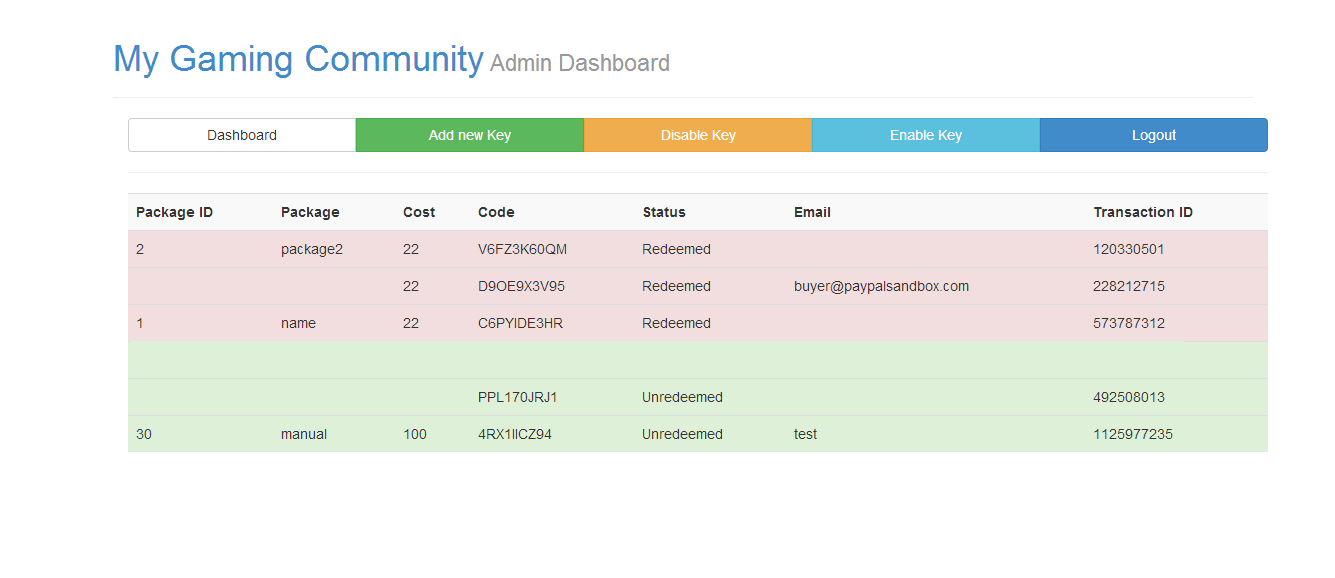 My Gaming Community Admin Dashboard
Dashboard Add new Key Disable Key Enable Key Logout
Package ID Package Cost Code Status Email Transaction ID
2 package2 22 V6FZ3K60QM Redeemed 120330501
22 D9OE9X3V95 Redeemed buyer@paypalsandbox.com 228212715
1 name 22 C6PYIDE3HR Redeemed 573787312
PPL170JRJ1 Unredeemed 492508013
30 manual 100 4RX1IICZ94 Unredeemed test 1125977235